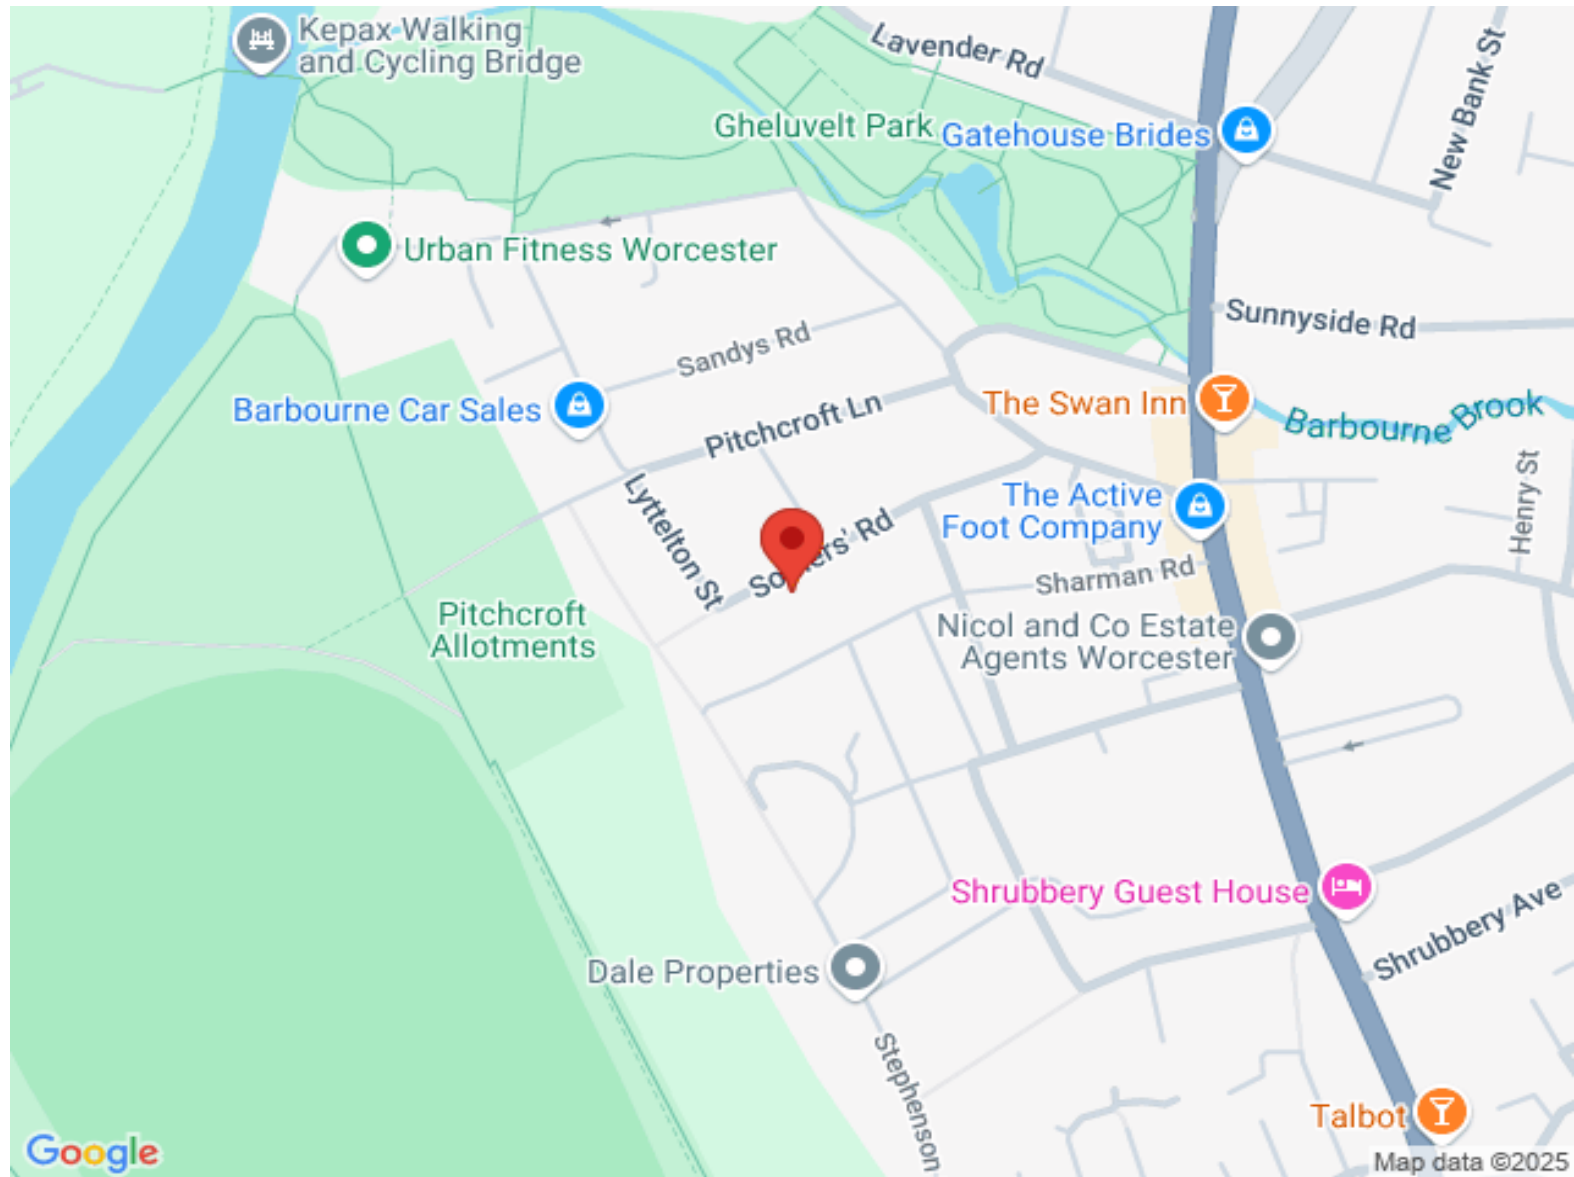 Kepax Walking
and Cycling Bridge
Lavender Rd
New Bank St
Gheluvelt Park
Gatehouse Brides
Urban Fitness Worcester
Sunnyside Rd
Sandys Rd
Barbourne Car Sales
Pitchcroft Ln
The Swan Inn
Barbourne Brook
Henry St
Lyttelton St
The Active
Foot Company
Rd
Sharman Rd
Pitchcroft
Allotments
Nicol and Co Estate
Agents Worcester
Shrubbery Guest House
Shrubbery Ave
Dale Properties
Stephenson
Talbot
Google
Map data ©2025